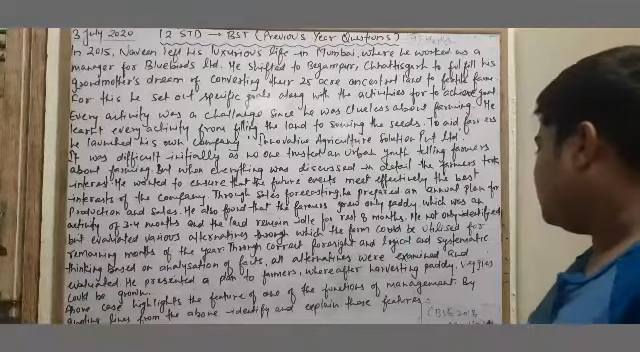 3 July 2020 12 STD → BST (Previous Year Questions)
In 2015, Naveen left his luxurious life in Mumbai, where he worked as a
manager for Bluebirds Ltd. He shifted to Begampur, Chhattisgarh to fulfill his
grandmother's dream of converting their 25 acre ancestral land to fertile farm
For this he set out specific goals along with the activities for to achieve goal
Every activity was a challenge since he was clueless about farming. He
learnt every activity from filling the land to sowing the seeds. To aid farmers
he launched his own company 'Innovative Agriculture Solution Pvt Ltd'.
It was difficult initially as no one trusted an urban youth telling farmers
about farming. But when everything was discussed in detail the farmers took
interest. He wanted to ensure that the future events meet effectively the best
interests of the company. Through sales forecasting, he prepared an annual plan for
production and sales. He also found that the farmers grew only paddy, which was an
activity of 3-4 months and the land remain idle for rest 8 months. He not only identified
but evaluated various alternatives through which the farm could be utilised for
remaining months of the year. Through correct foresight and logical and systematic
thinking based on analysation of facts, all alternatives were examined and
evaluated. He presented a plan to farmers, where after harvesting paddy, veggies
could be grown.
Above case highlights the feature of one of the functions of management. By
quoting lines from the above identify and explain these features.
(CBSE 2018